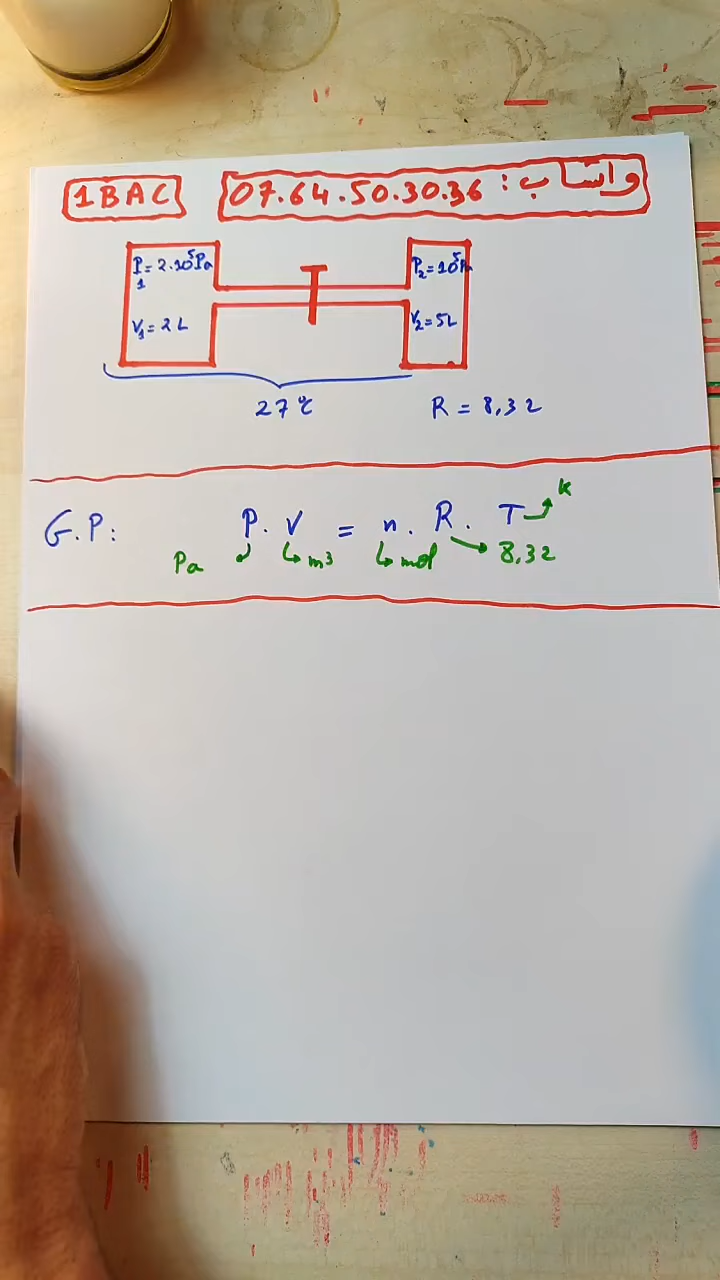 1BAC 07.64.50.30.36 : واتساب
P₁ = 2.10⁵Pa P₂ = 10⁵Pa
V₁ = 2L V₂ = 5L
27°C R = 8,32
G.P: P. V = n. R. T → K
Pa m³ mol 8.32